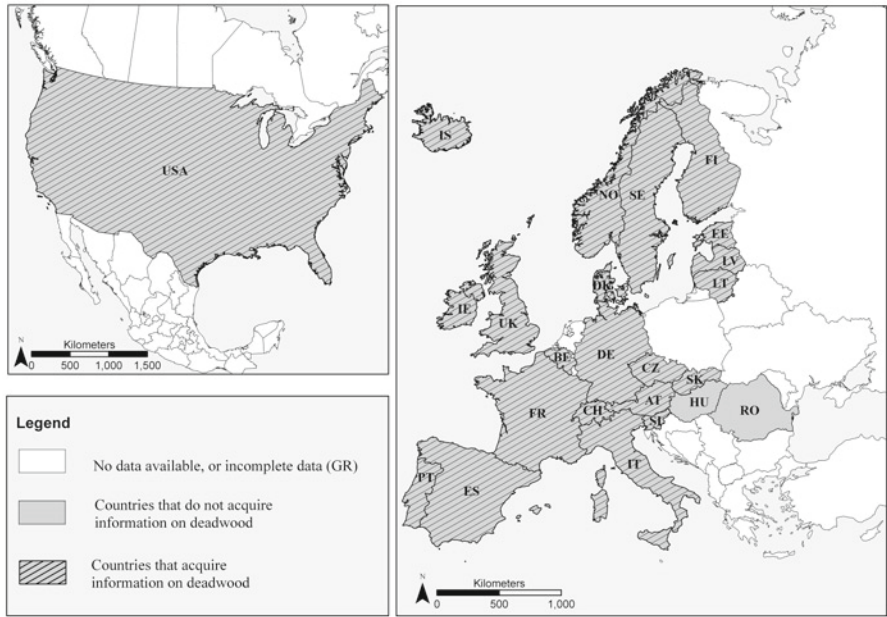 USA
N
Kilometers
0 500 1,000 1,500
Legend
No data available, or incomplete data (GR)
Countries that do not acquire
information on deadwood
Countries that acquire
information on deadwood
IS
FI
NO
SE
EE
LV
LT
DK
IE
UK
BE
DE
CZ
SK
FR
CH
AT
HU
RO
SI
IT
PT
ES
N
Kilometers
0 500 1,000